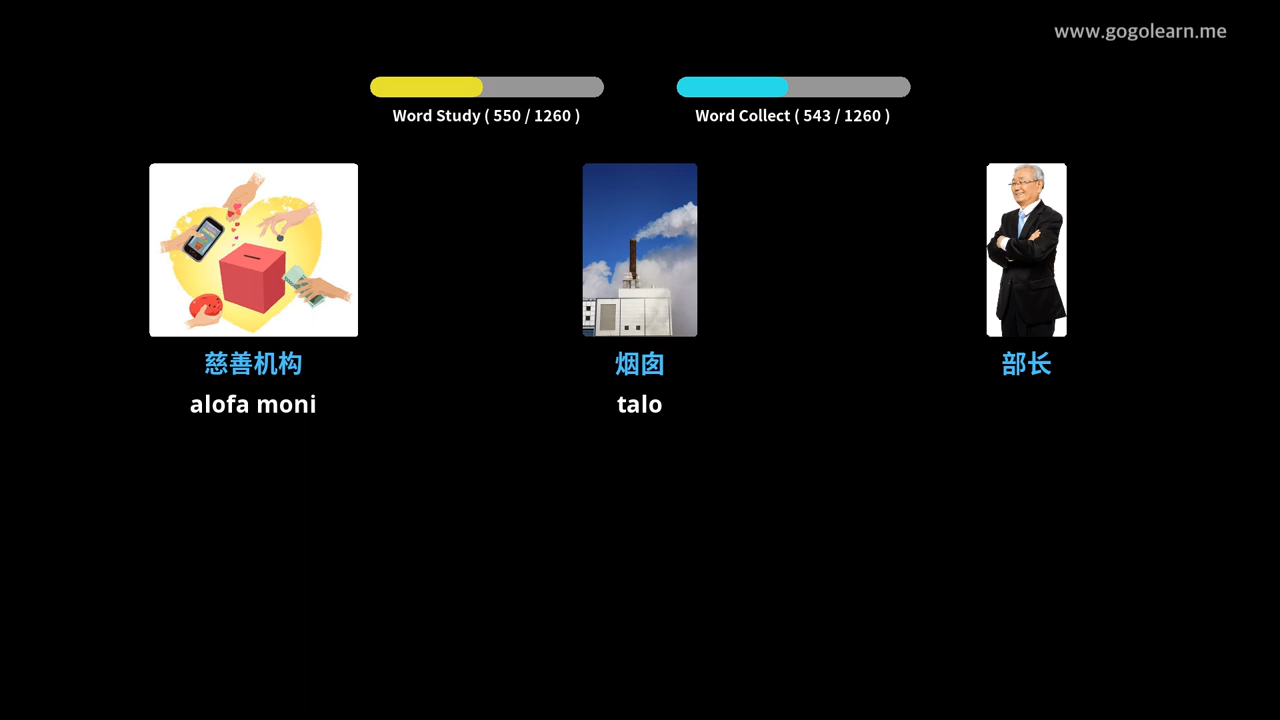 www.gogolearn.me
Word Study ( 550 / 1260 )
Word Collect ( 543 / 1260 )
慈善机构
alofa moni
烟囱
talo
部长